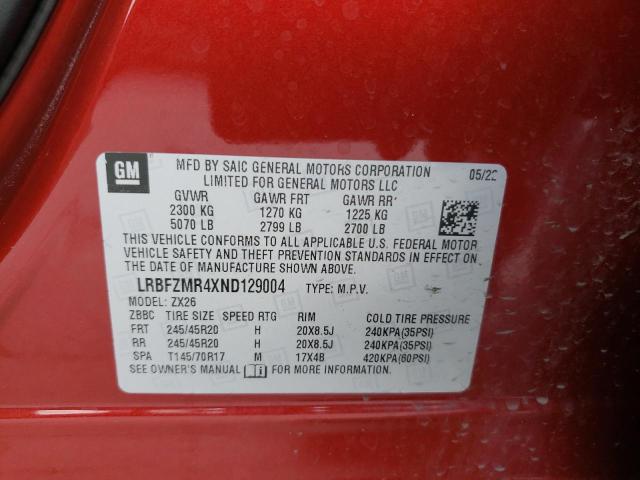 GM
MFD BY SAIC GENERAL MOTORS CORPORATION 05/22
LIMITED FOR GENERAL MOTORS LLC
GVWR GAWR FRT GAWR RR
2300 KG 1270 KG 1225 KG
5070 LB 2799 LB 2700 LB
THIS VEHICLE CONFORMS TO ALL APPLICABLE U.S. FEDERAL MOTOR
VEHICLE SAFETY AND THEFT PREVENTION STANDARDS IN EFFECT ON
THE DATE OF MANUFACTURE SHOWN ABOVE.
LRBFZMR4XND129004 TYPE: M.P.V.
MODEL: ZX26
ZBBC TIRE SIZE SPEED RTG RIM COLD TIRE PRESSURE
FRT 245/45R20 H 20X8.5J 240KPA(35PSI)
RR 245/45R20 H 20X8.5J 240KPA(35PSI)
SPA T145/70R17 M 17X4B 420KPA(60PSI)
SEE OWNER'S MANUAL FOR MORE INFORMATION.